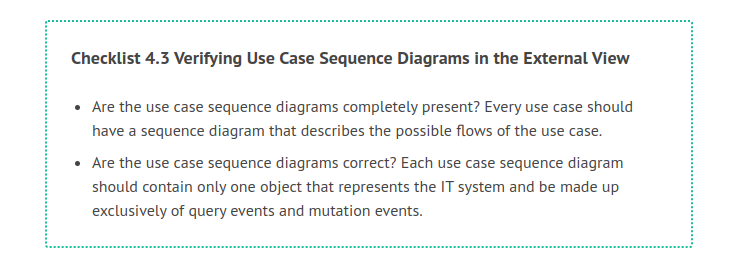 Checklist 4.3 Verifying Use Case Sequence Diagrams in the External View
• Are the use case sequence diagrams completely present? Every use case should
have a sequence diagram that describes the possible flows of the use case.
• Are the use case sequence diagrams correct? Each use case sequence diagram
should contain only one object that represents the IT system and be made up
exclusively of query events and mutation events.